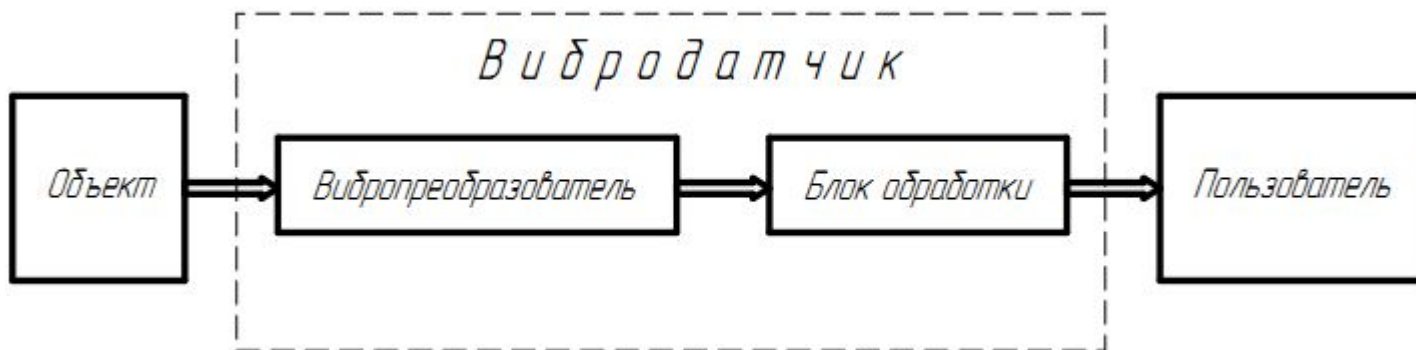 Вибродатчик
Объект
Вибропреобразователь
Блок обработки
Пользователь